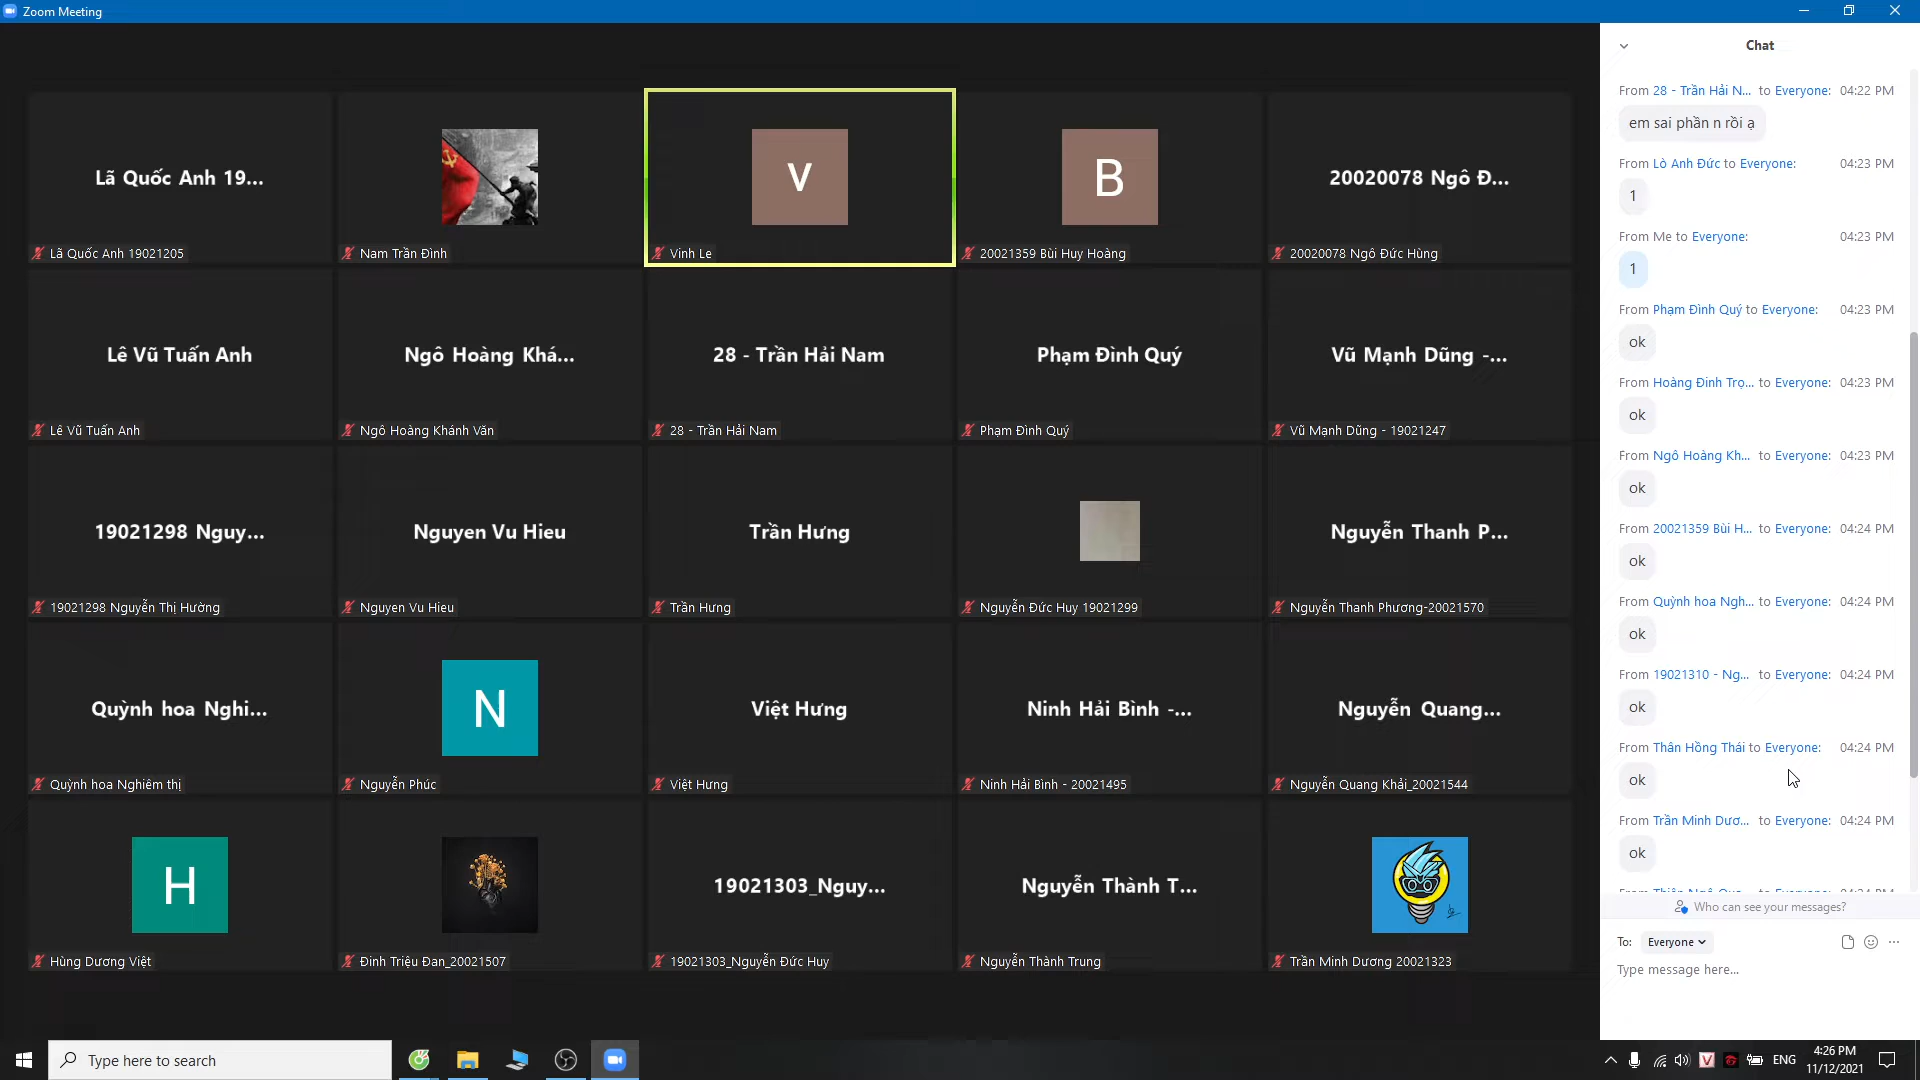 Zoom Meeting
Lã Quốc Anh 19...
Lã Quốc Anh 19021205
Nam Trần Đình
V
Vinh Le
B
20021359 Bùi Huy Hoàng
20020078 Ngô Đ...
20020078 Ngô Đức Hùng
Lê Vũ Tuấn Anh
Lê Vũ Tuấn Anh
Ngô Hoàng Khá...
Ngô Hoàng Khánh Văn
28 - Trần Hải Nam
28 - Trần Hải Nam
Phạm Đình Quý
Phạm Đình Quý
Vũ Mạnh Dũng -...
Vũ Mạnh Dũng - 19021247
19021298 Nguy...
19021298 Nguyễn Thị Hường
Nguyen Vu Hieu
Nguyen Vu Hieu
Trần Hưng
Trần Hưng
Nguyễn Đức Huy 19021299
Nguyễn Thanh P...
Nguyễn Thanh Phương-20021570
Quỳnh hoa Nghi...
Quỳnh hoa Nghiêm thị
N
Nguyễn Phúc
Việt Hưng
Việt Hưng
Ninh Hải Bình -...
Ninh Hải Bình - 20021495
Nguyễn Quang...
Nguyễn Quang Khải_20021544
H
Hùng Dương Việt
Đinh Triệu Đan_20021507
19021303_Nguy...
19021303_Nguyễn Đức Huy
Nguyễn Thành T...
Nguyễn Thành Trung
Trần Minh Dương 20021323
Chat
From 28 - Trần Hải N... to Everyone: 04:22 PM
em sai phần n rồi ạ
From Lò Anh Đức to Everyone: 04:23 PM
1
From Me to Everyone: 04:23 PM
1
From Phạm Đình Quý to Everyone: 04:23 PM
ok
From Hoàng Đinh Trọ... to Everyone: 04:23 PM
ok
From Ngô Hoàng Kh... to Everyone: 04:23 PM
ok
From 20021359 Bùi H... to Everyone: 04:24 PM
ok
From Quỳnh hoa Ngh... to Everyone: 04:24 PM
ok
From 19021310 - Ng... to Everyone: 04:24 PM
ok
From Thân Hồng Thái to Everyone: 04:24 PM
ok
From Trần Minh Dươ... to Everyone: 04:24 PM
ok
Who can see your messages?
To: Everyone
Type message here...
Type here to search
V
ENG
4:26 PM
11/12/2021